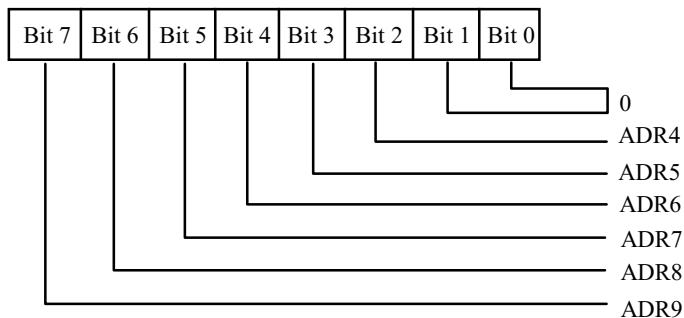 Bit 7 Bit 6 Bit 5 Bit 4 Bit 3 Bit 2 Bit 1 Bit 0
0
ADR4
ADR5
ADR6
ADR7
ADR8
ADR9